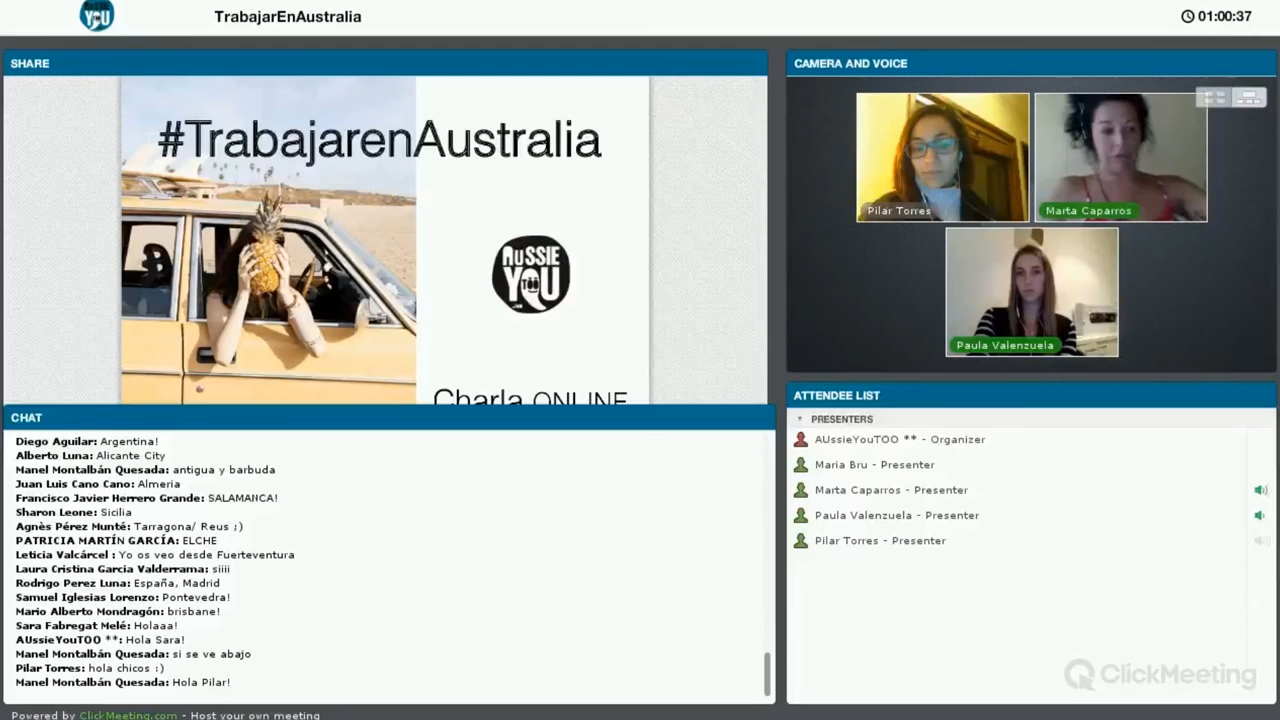 AUSSIE
YOU
TrabajarEnAustralia
01:00:37
SHARE
#TrabajarenAustralia
AUSSIE
YOU
TOO
Charla ONLINE
CAMERA AND VOICE
Pilar Torres
Marta Caparros
Paula Valenzuela
CHAT
Diego Aguilar: Argentina!
Alberto Luna: Alicante City
Manel Montalbán Quesada: antigua y barbuda
Juan Luis Cano Cano: Almeria
Francisco Javier Herrero Grande: SALAMANCA!
Sharon Leone: Sicilia
Agnès Pérez Munté: Tarragona/ Reus ;)
PATRICIA MARTÍN GARCÍA: ELCHE
Leticia Valcárcel : Yo os veo desde Fuerteventura
Laura Cristina Garcia Valderrama: siiii
Rodrigo Perez Luna: España, Madrid
Samuel Iglesias Lorenzo: Pontevedra!
Mario Alberto Mondragón: brisbane!
Sara Fabregat Melé: Holaaa!
AUssieYouTOO **: Hola Sara!
Manel Montalbán Quesada: si se ve abajo
Pilar Torres: hola chicos :)
Manel Montalbán Quesada: Hola Pilar!
ATTENDEE LIST
PRESENTERS
AUssieYouTOO ** - Organizer
Maria Bru - Presenter
Marta Caparros - Presenter
Paula Valenzuela - Presenter
Pilar Torres - Presenter
ClickMeeting
Powered by ClickMeeting.com - Host your own meeting